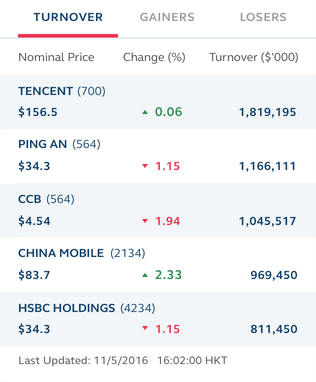 TURNOVER GAINERS LOSERS
Nominal Price Change (%) Turnover ($'000)
TENCENT (700)
$156.5 ▲ 0.06 1,819,195
PING AN (564)
$34.3 ▼ 1.15 1,166,111
CCB (564)
$4.54 ▼ 1.94 1,045,517
CHINA MOBILE (2134)
$83.7 ▲ 2.33 969,450
HSBC HOLDINGS (4234)
$34.3 ▼ 1.15 811,450
Last Updated: 11/5/2016 16:02:00 HKT